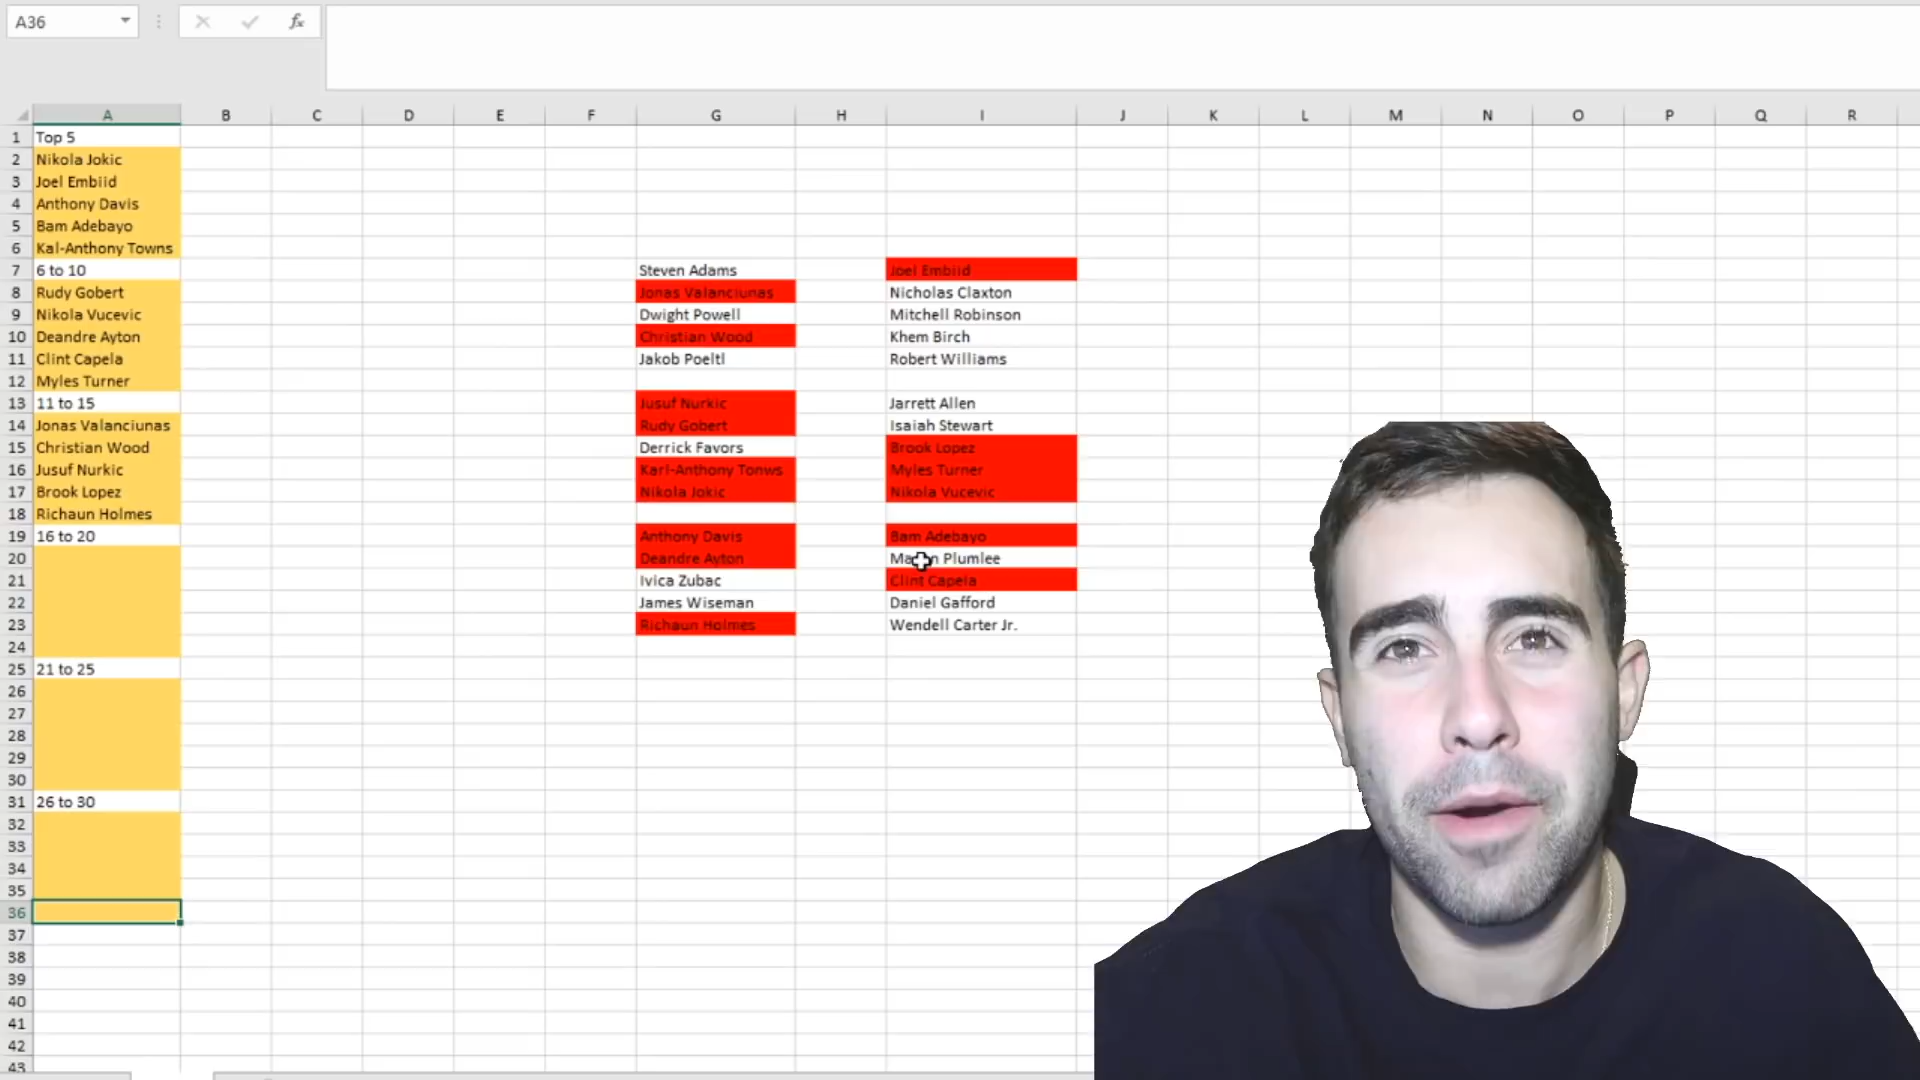 A36
fx
A B C D E F G H I J K L M N O P Q R
1 Top 5
2 Nikola Jokic
3 Joel Embiid
4 Anthony Davis
5 Bam Adebayo
6 Kal-Anthony Towns
7 6 to 10 Steven Adams Joel Embiid
8 Rudy Gobert Jonas Valanciunas Nicholas Claxton
9 Nikola Vucevic Dwight Powell Mitchell Robinson
10 Deandre Ayton Christian Wood Khem Birch
11 Clint Capela Jakob Poeltl Robert Williams
12 Myles Turner
13 11 to 15 Jusuf Nurkic Jarrett Allen
14 Jonas Valanciunas Rudy Gobert Isaiah Stewart
15 Christian Wood Derrick Favors Brook Lopez
16 Jusuf Nurkic Karl-Anthony Tonws Myles Turner
17 Brook Lopez Nikola Jokic Nikola Vucevic
18 Richaun Holmes
19 16 to 20 Anthony Davis Bam Adebayo
20 Deandre Ayton Plumlee
21 Ivica Zubac Clint Capela
22 James Wiseman Daniel Gafford
23 Richaun Holmes Wendell Carter Jr.
24
25 21 to 25
26
27
28
29
30
31 26 to 30
32
33
34
35
36
37
38
39
40
41
42
43